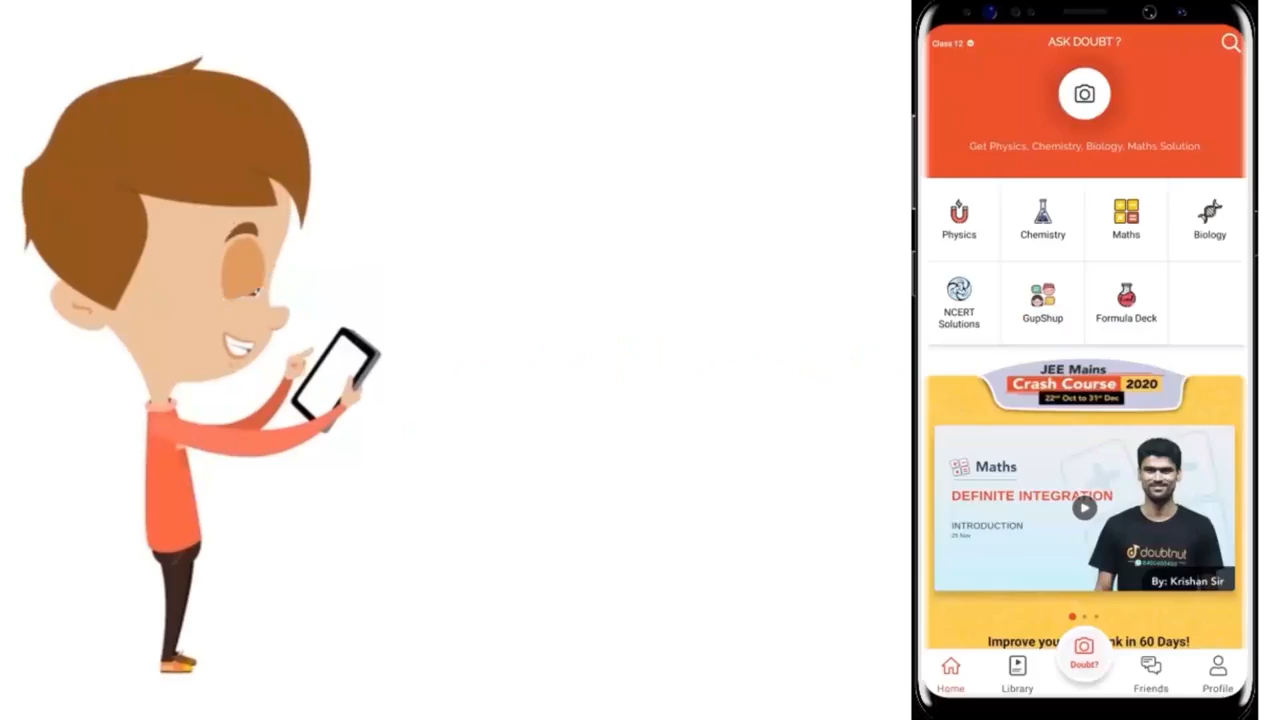 Class 12
ASK DOUBT ?
Get Physics, Chemistry, Biology, Maths Solution
Physics
Chemistry
Maths
Biology
NCERT
Solutions
GupShup
Formula Deck
JEE Mains
Crash Course 2020
22nd Oct to 31st Dec
Maths
DEFINITE INTEGRATION
INTRODUCTION
doubtnut
By: Krishan Sir
Improve you nk in 60 Days!
Doubt?
Home
Library
Friends
Profile